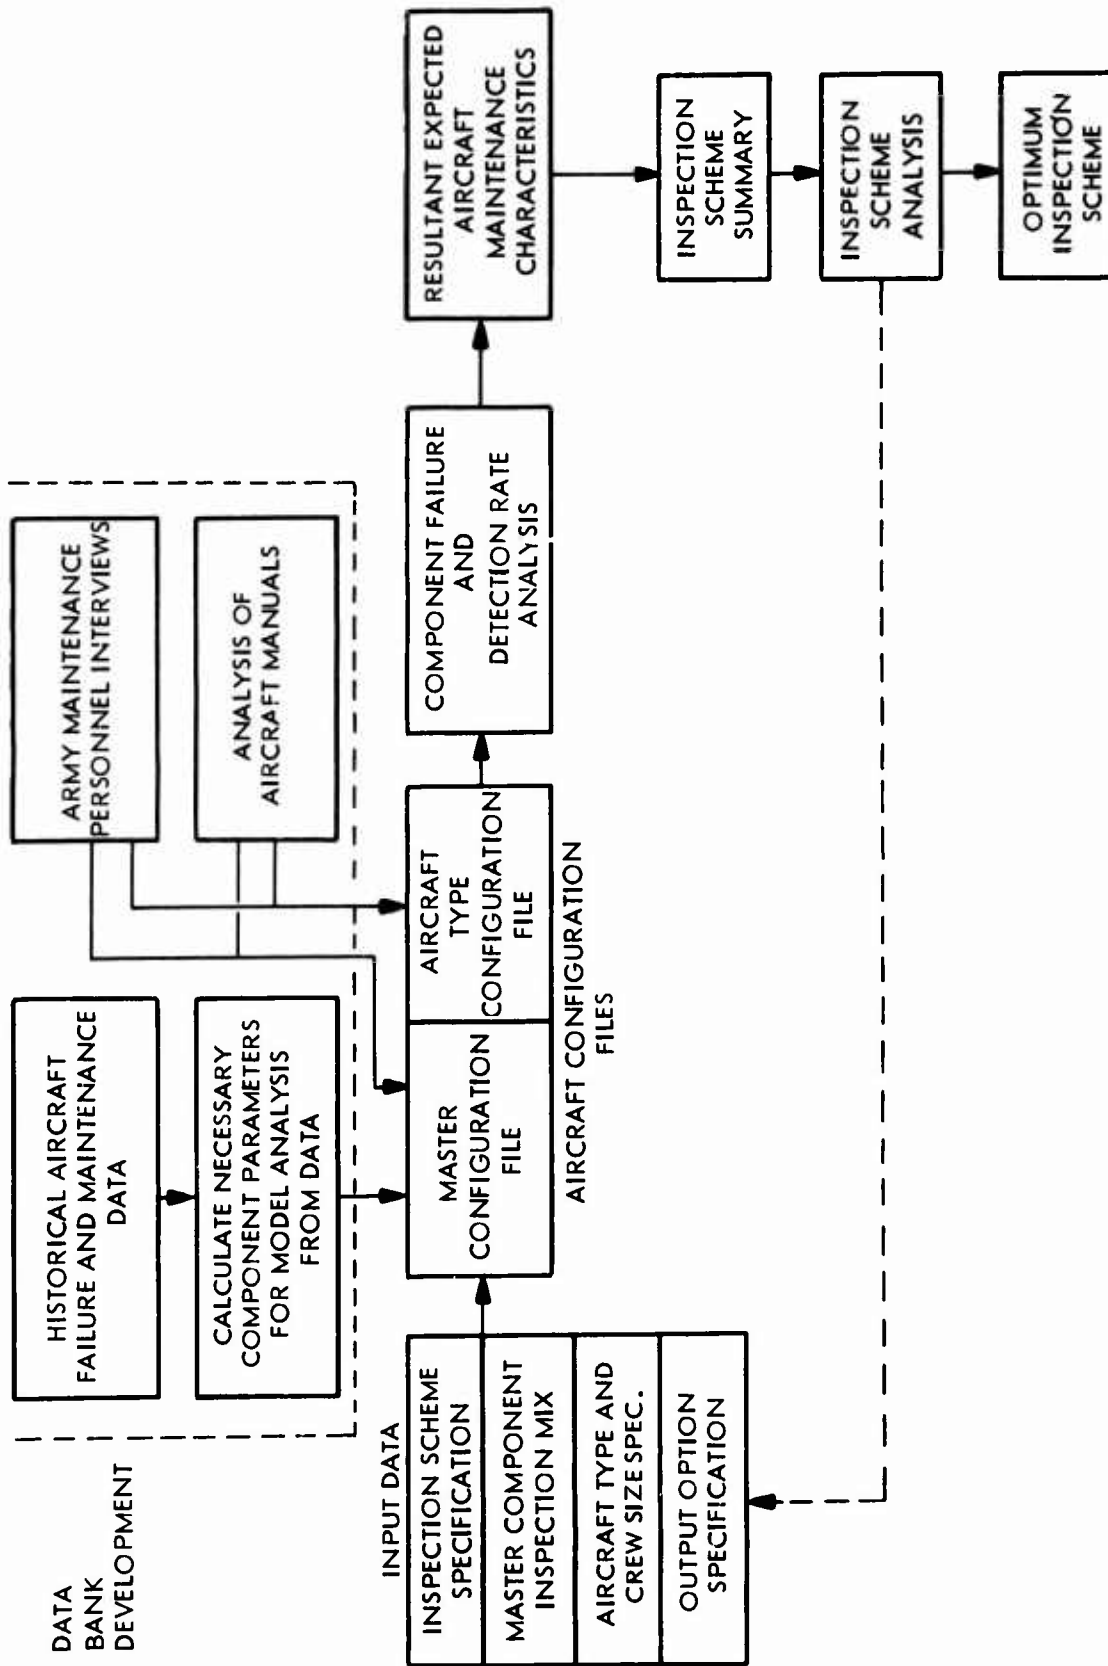 DATA
BANK
DEVELOPMENT
HISTORICAL AIRCRAFT
FAILURE AND MAINTENANCE
DATA
CALCULATE NECESSARY
COMPONENT PARAMETERS
FOR MODEL ANALYSIS
FROM DATA
ARMY MAINTENANCE
PERSONNEL INTERVIEWS
ANALYSIS OF
AIRCRAFT MANUALS
INPUT DATA
INSPECTION SCHEME
SPECIFICATION
MASTER COMPONENT
INSPECTION MIX
AIRCRAFT TYPE AND
CREW SIZE SPEC.
OUTPUT OPTION
SPECIFICATION
MASTER
CONFIGURATION
FILE
AIRCRAFT
TYPE
CONFIGURATION
FILE
AIRCRAFT CONFIGURATION
FILES
COMPONENT FAILURE
AND
DETECTION RATE
ANALYSIS
RESULTANT EXPECTED
AIRCRAFT
MAINTENANCE
CHARACTERISTICS
INSPECTION
SCHEME
SUMMARY
INSPECTION
SCHEME
ANALYSIS
OPTIMUM
INSPECTION
SCHEME